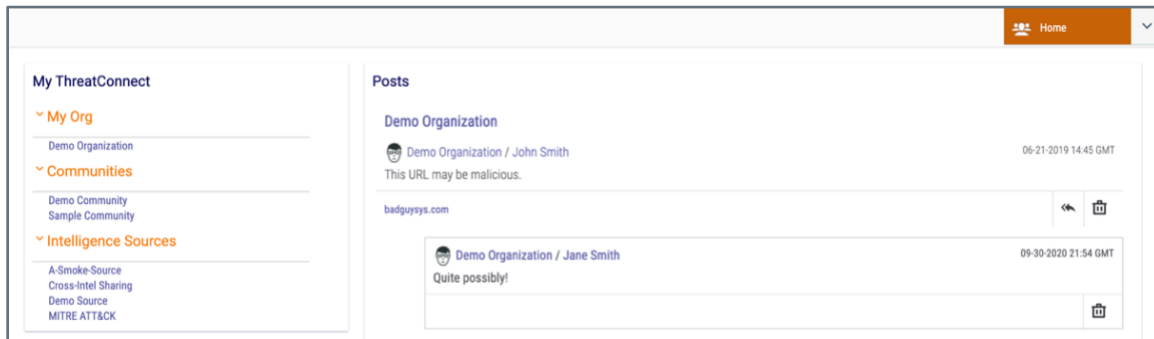 Home
My ThreatConnect
My Org
Demo Organization
Communities
Demo Community
Sample Community
Intelligence Sources
A-Smoke-Source
Cross-Intel Sharing
Demo Source
MITRE ATT&CK
Posts
Demo Organization
Demo Organization / John Smith
06-21-2019 14:45 GMT
This URL may be malicious.
badguysys.com
Demo Organization / Jane Smith
09-30-2020 21:54 GMT
Quite possibly!